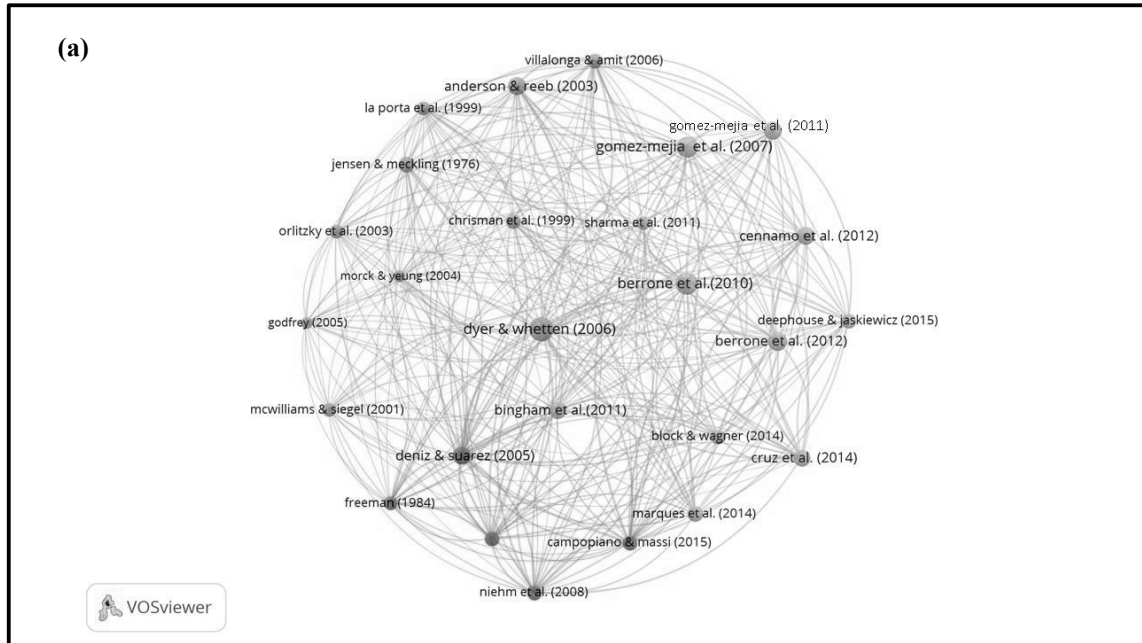 (a)
villalonga & amit (2006)
anderson & reeb (2003)
la porta et al. (1999)
gomez-mejia et al. (2011)
gomez-mejia et al. (2007)
jensen & meckling (1976)
chrisman et al. (1999)
sharma et al. (2011)
orlitzky et al. (2003)
cennamo et al. (2012)
morck & yeung (2004)
berrone et al.(2010)
godfrey (2005)
dyer & whetten (2006)
deephouse & jaskiewicz (2015)
berrone et al. (2012)
mcwilliams & siegel (2001)
bingham et al.(2011)
block & wagner (2014)
deniz & suarez (2005)
cruz et al. (2014)
freeman (1984)
marques et al. (2014)
campopiano & massi (2015)
niehm et al. (2008)
VOSviewer